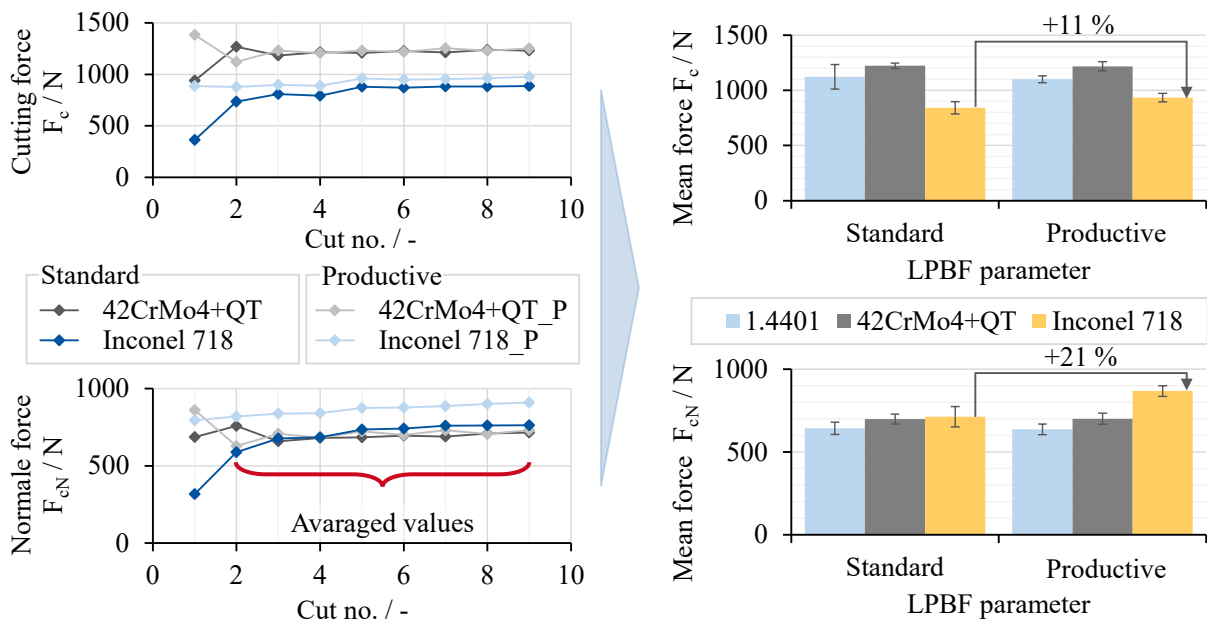 Cutting force
F_c / N
1500
1000
500
0
0 2 4 6 8 10
Cut no. / -
Standard
42CrMo4+QT
Inconel 718
Productive
42CrMo4+QT_P
Inconel 718_P
Normale force
F_cN / N
1000
500
0
Avaraged values
0 2 4 6 8 10
Cut no. / -
Mean force F_c / N
1500
1000
500
0
+11 %
Standard Productive
LPBF parameter
1.4401 42CrMo4+QT Inconel 718
Mean force F_cN / N
1000
500
0
+21 %
Standard Productive
LPBF parameter